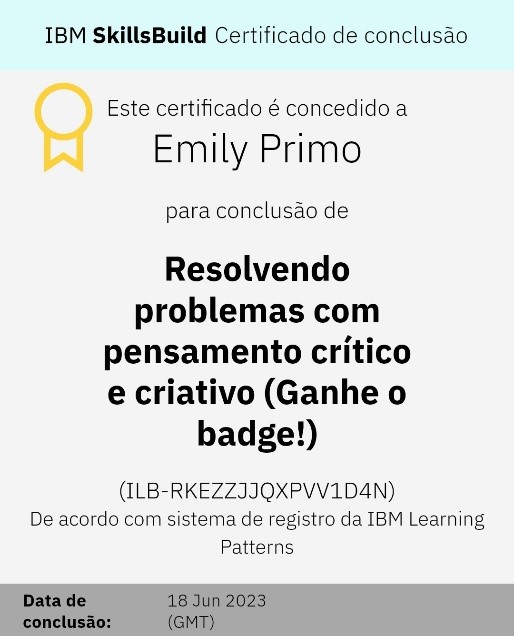 IBM SkillsBuild Certificado de conclusão
Este certificado é concedido a
Emily Primo
para conclusão de
Resolvendo
problemas com
pensamento crítico
e criativo (Ganhe o
badge!)
(ILB-RKEZZJJQXPVV1D4N)
De acordo com sistema de registro da IBM Learning
Patterns
Data de 18 Jun 2023
conclusão: (GMT)